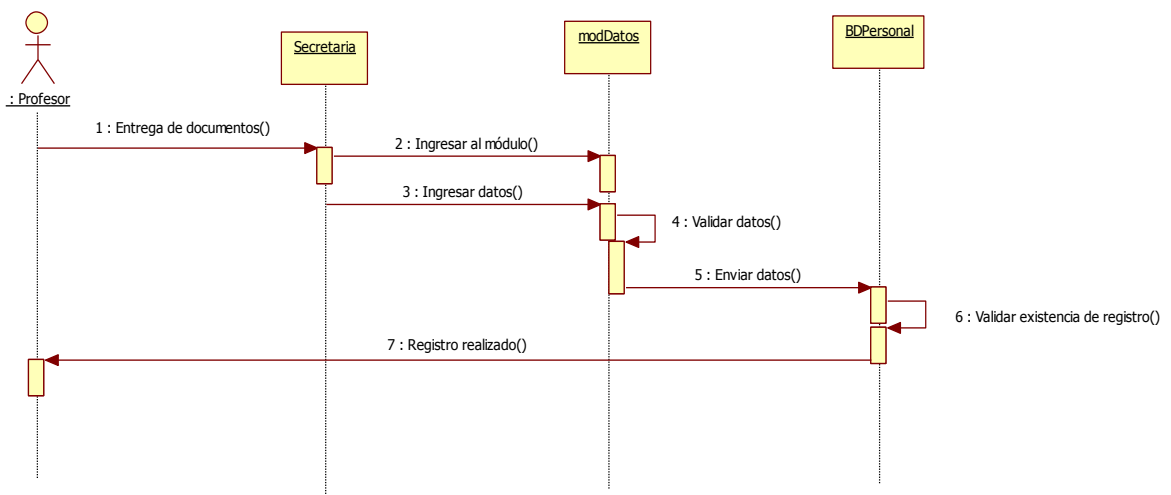 Secretaria
modDatos
BDPersonal
: Profesor
1 : Entrega de documentos()
2 : Ingresar al módulo()
3 : Ingresar datos()
4 : Validar datos()
5 : Enviar datos()
6 : Validar existencia de registro()
7 : Registro realizado()